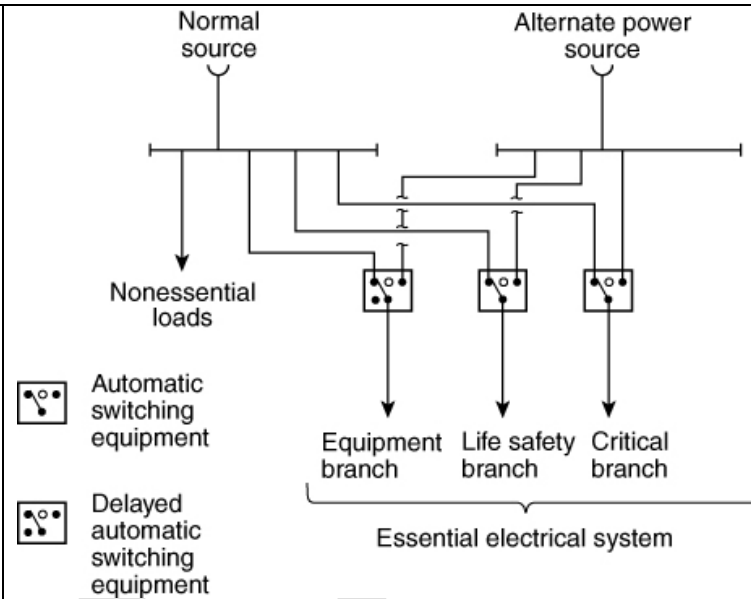 Normal
source
Alternate power
source
Nonessential
loads
Automatic
switching
equipment
Equipment
branch
Life safety
branch
Critical
branch
Delayed
automatic
switching
equipment
Essential electrical system